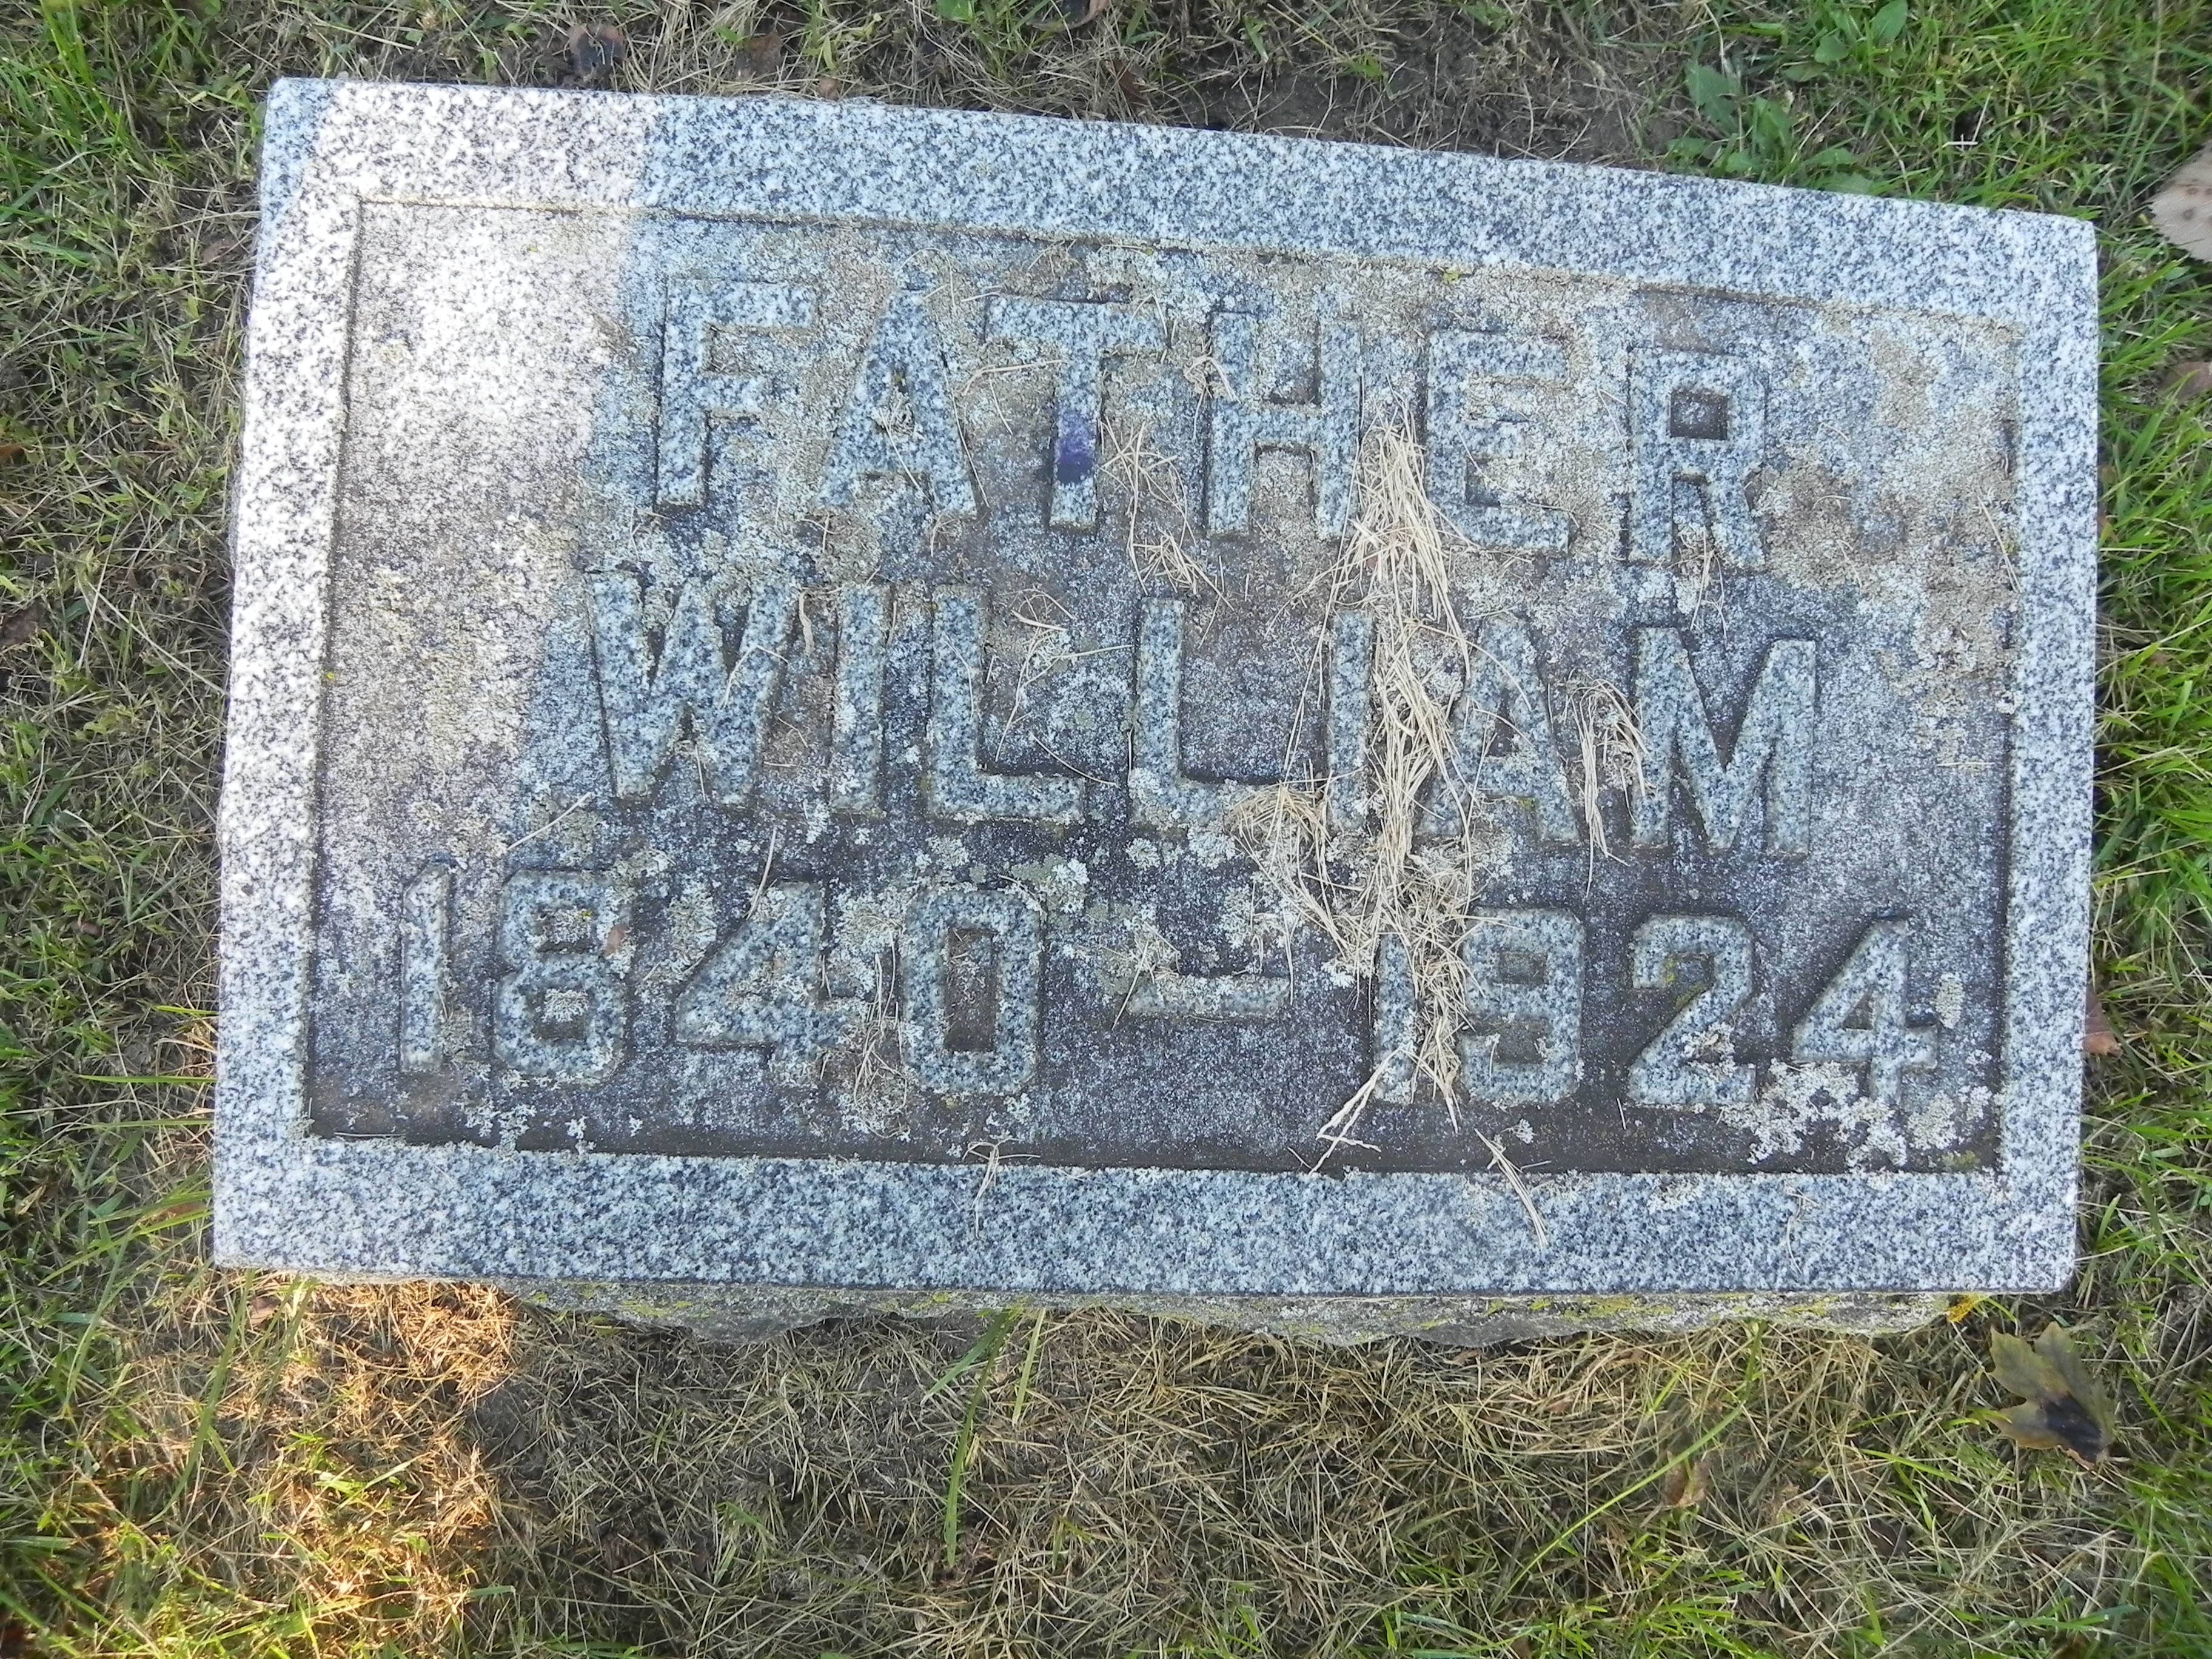 FATHER
WILLIAM
1840 - 1924